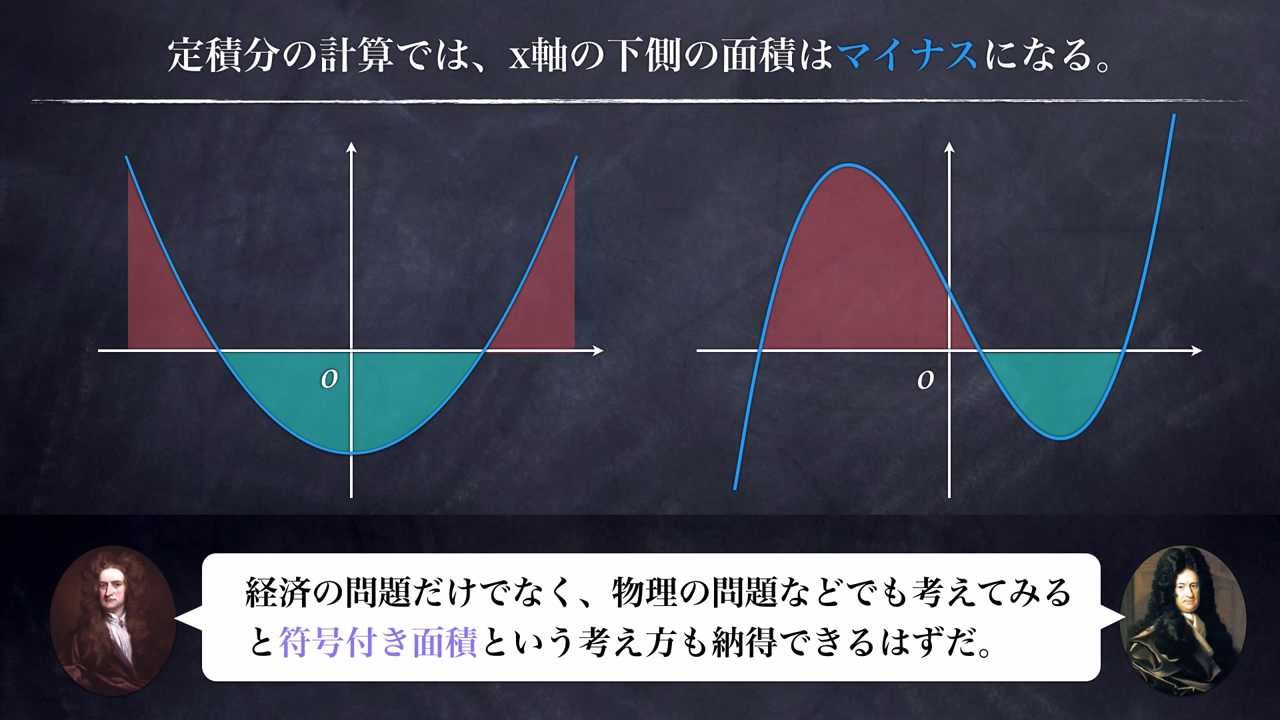 定積分の計算では、x軸の下側の面積はマイナスになる。
O
O
経済の問題だけでなく、物理の問題などでも考えてみる
と符号付き面積という考え方も納得できるはずだ。